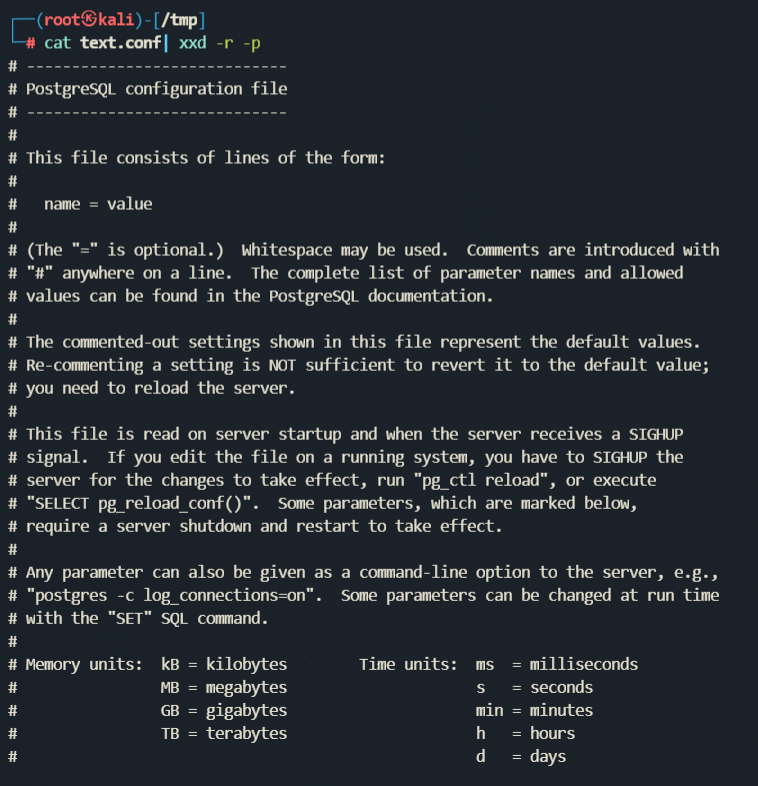 ┌──(root㉿kali)-[/tmp]
└─# cat text.conf| xxd -r -p
# -----------------------------
# PostgreSQL configuration file
# -----------------------------
#
# This file consists of lines of the form:
#
#   name = value
#
# (The "=" is optional.)  Whitespace may be used.  Comments are introduced with
# "#" anywhere on a line.  The complete list of parameter names and allowed
# values can be found in the PostgreSQL documentation.
#
# The commented-out settings shown in this file represent the default values.
# Re-commenting a setting is NOT sufficient to revert it to the default value;
# you need to reload the server.
#
# This file is read on server startup and when the server receives a SIGHUP
# signal.  If you edit the file on a running system, you have to SIGHUP the
# server for the changes to take effect, run "pg_ctl reload", or execute
# "SELECT pg_reload_conf()".  Some parameters, which are marked below,
# require a server shutdown and restart to take effect.
#
# Any parameter can also be given as a command-line option to the server, e.g.,
# "postgres -c log_connections=on".  Some parameters can be changed at run time
# with the "SET" SQL command.
#
# Memory units:  kB = kilobytes        Time units:  ms  = milliseconds
#                MB = megabytes                     s   = seconds
#                GB = gigabytes                     min = minutes
#                TB = terabytes                     h   = hours
#                                                   d   = days